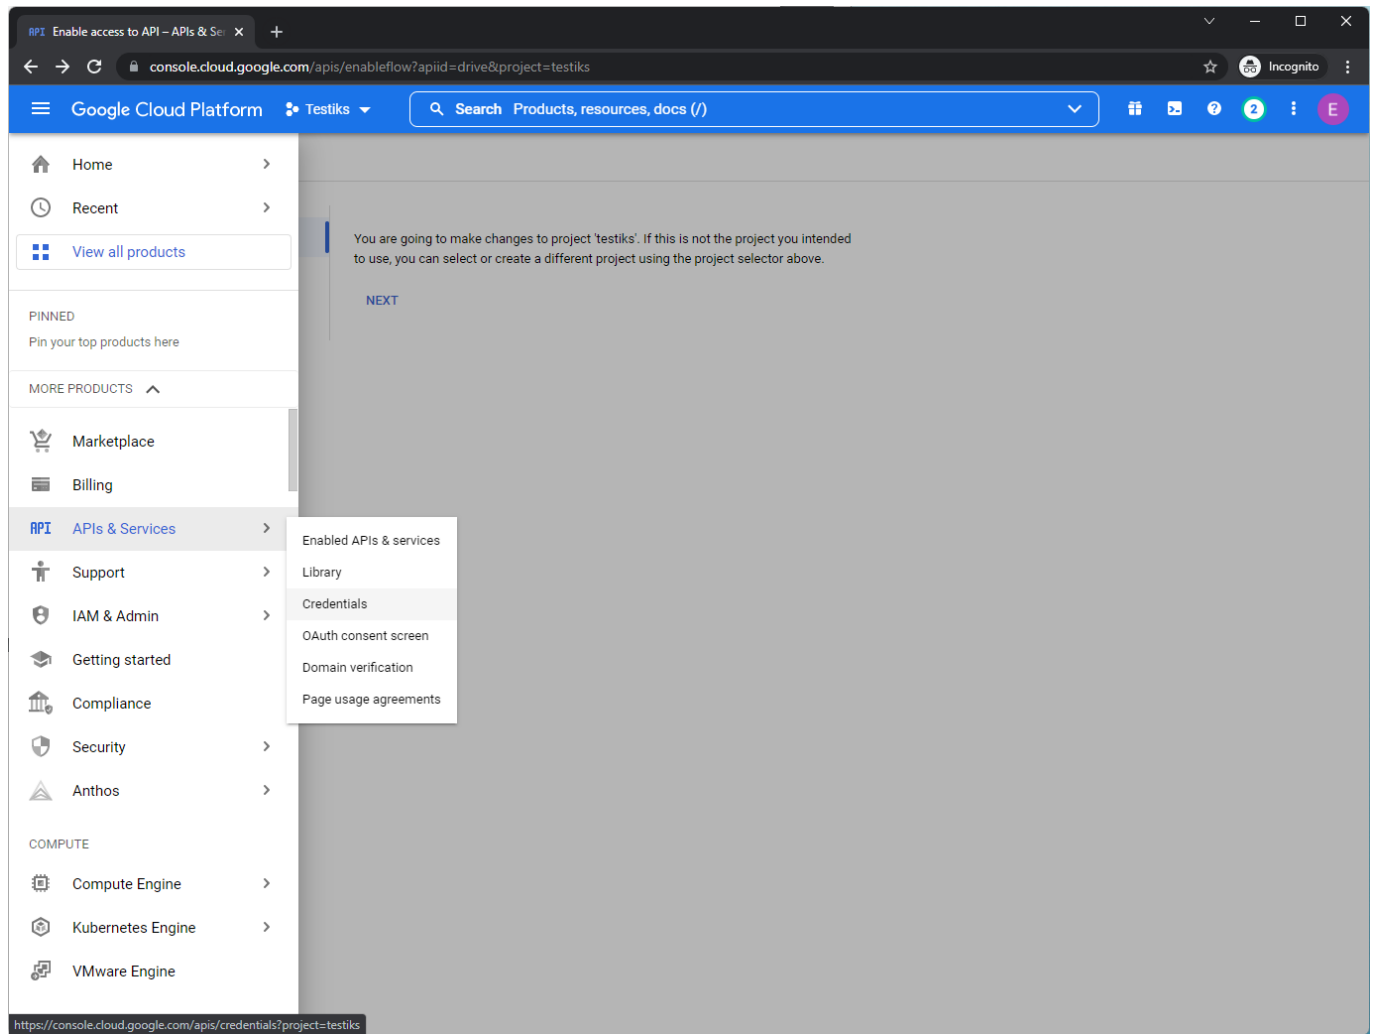 API Enable access to API – APIs & Se
console.cloud.google.com/apis/enableflow?apiid=drive&project=testiks
Incognito
Google Cloud Platform
Testiks
Search Products, resources, docs (/)
2
E
Home
Recent
View all products
You are going to make changes to project 'testiks'. If this is not the project you intended
to use, you can select or create a different project using the project selector above.
NEXT
PINNED
Pin your top products here
MORE PRODUCTS
Marketplace
Billing
API APIs & Services
Support
IAM & Admin
Getting started
Compliance
Security
Anthos
Enabled APIs & services
Library
Credentials
OAuth consent screen
Domain verification
Page usage agreements
COMPUTE
Compute Engine
Kubernetes Engine
VMware Engine
https://console.cloud.google.com/apis/credentials?project=testiks